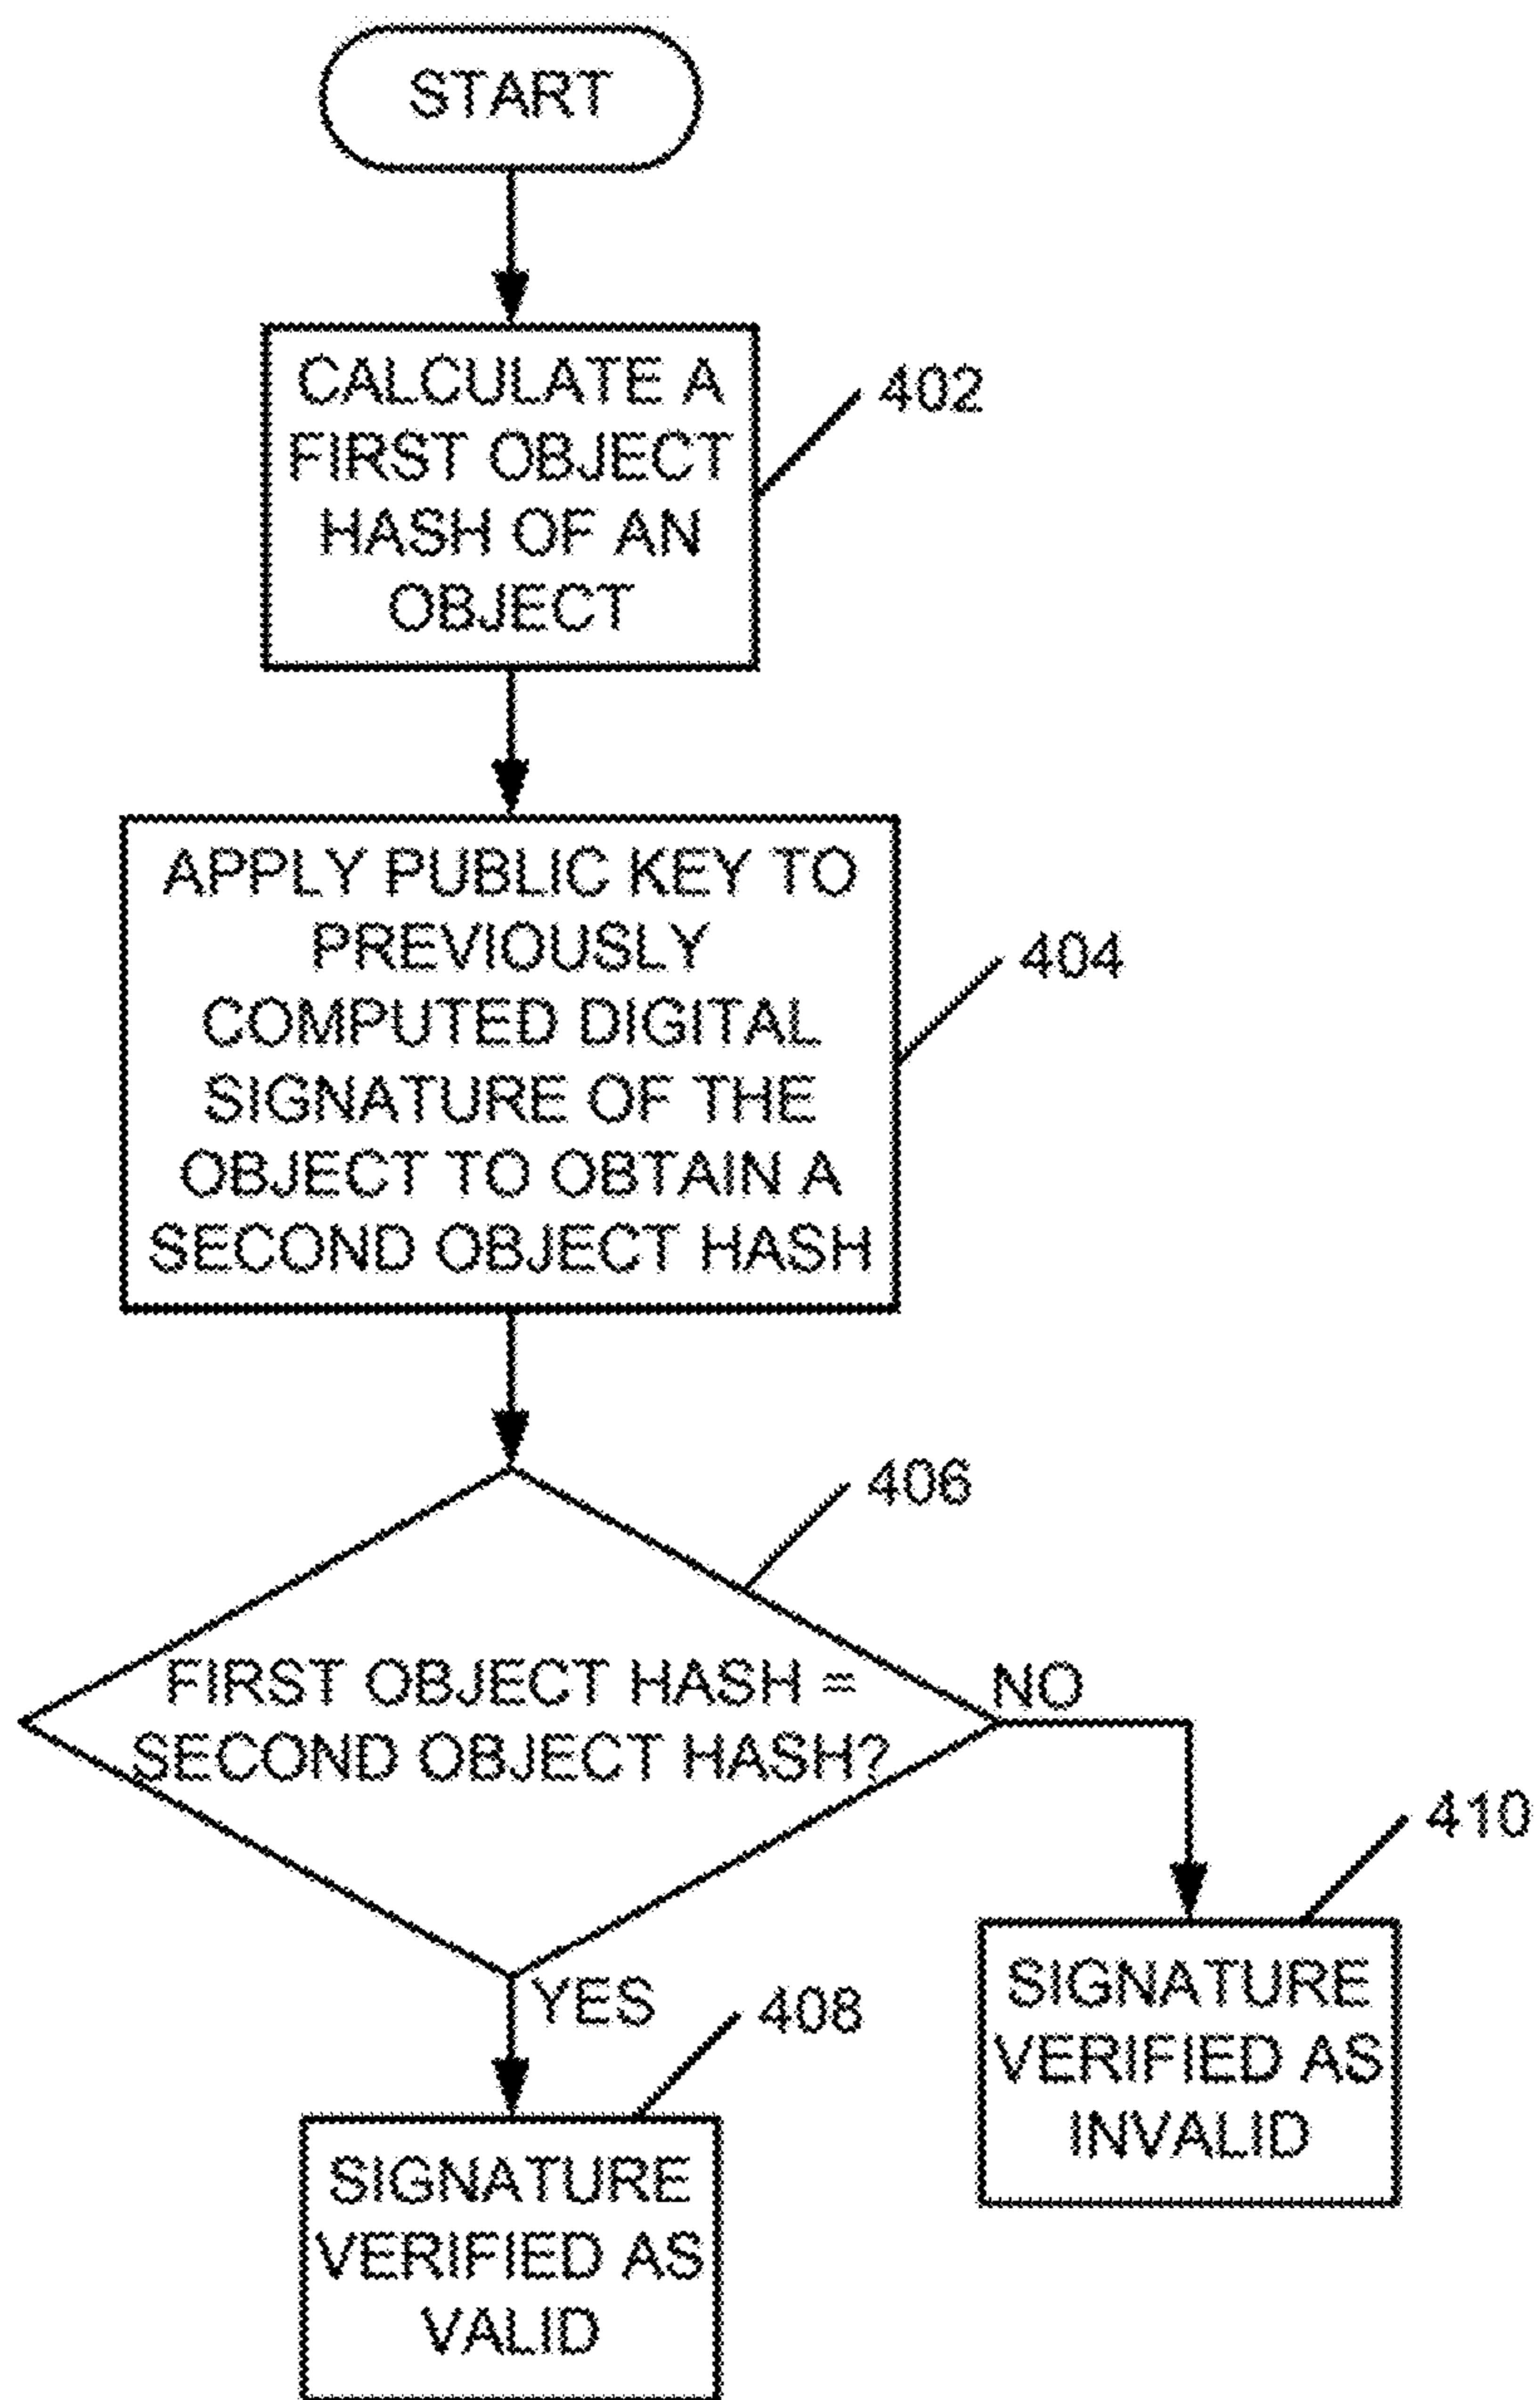 START
CALCULATE A
FIRST OBJECT
HASH OF AN
OBJECT
402
APPLY PUBLIC KEY TO
PREVIOUSLY
COMPUTED DIGITAL
SIGNATURE OF THE
OBJECT TO OBTAIN A
SECOND OBJECT HASH
404
406
FIRST OBJECT HASH =
SECOND OBJECT HASH?
NO
YES
410
SIGNATURE
VERIFIED AS
INVALID
408
SIGNATURE
VERIFIED AS
VALID